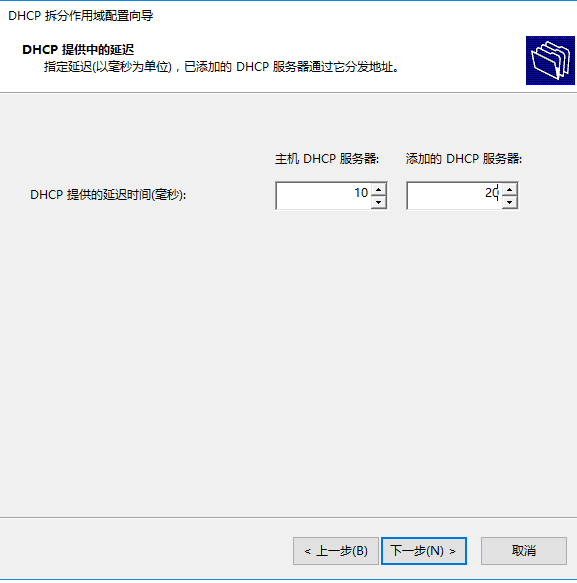 DHCP 拆分作用域配置向导
DHCP 提供中的延迟
指定延迟(以毫秒为单位)，已添加的 DHCP 服务器通过它分发地址。
主机 DHCP 服务器: 添加的 DHCP 服务器:
DHCP 提供的延迟时间(毫秒): 10 20
< 上一步(B) 下一步(N) > 取消